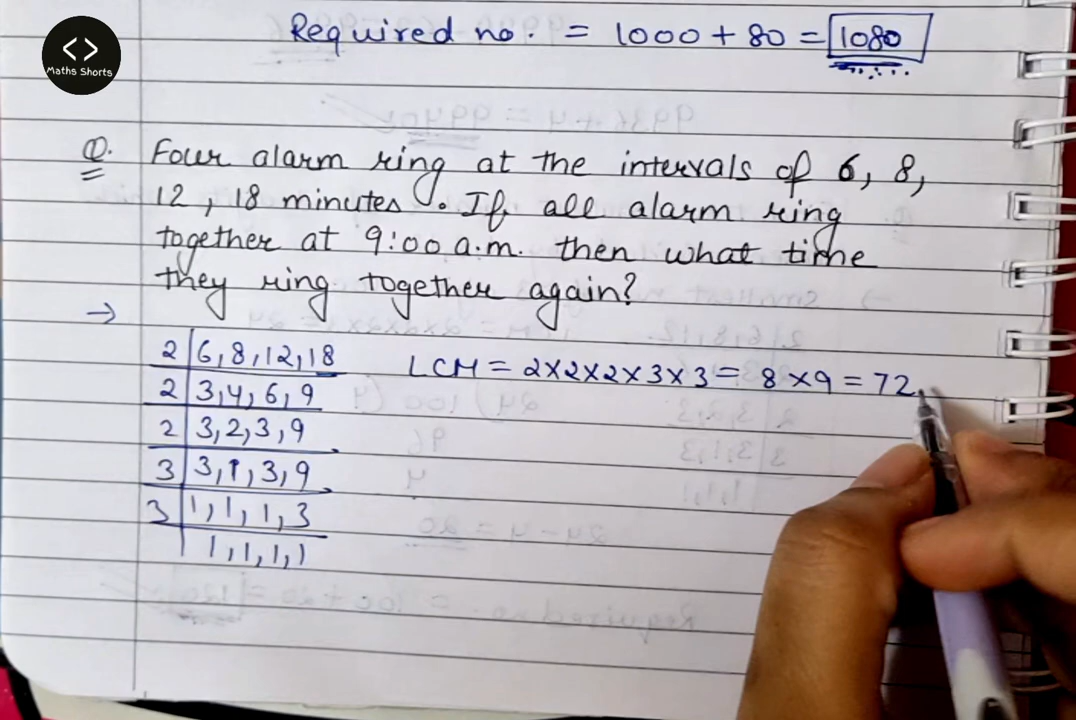 <>
Maths Shorts
Required no. = 1000 + 80 = 1080
Q. Four alarm ring at the intervals of 6, 8,
12, 18 minutes. If all alarm ring
together at 9:00 a.m. then what time
they ring together again?
→
2 | 6, 8, 12, 18 LCM = 2×2×2×3×3 = 8×9 = 72
2 | 3, 4, 6, 9
2 | 3, 2, 3, 9
3 | 3, 1, 3, 9
3 | 1, 1, 1, 3
| 1, 1, 1, 1